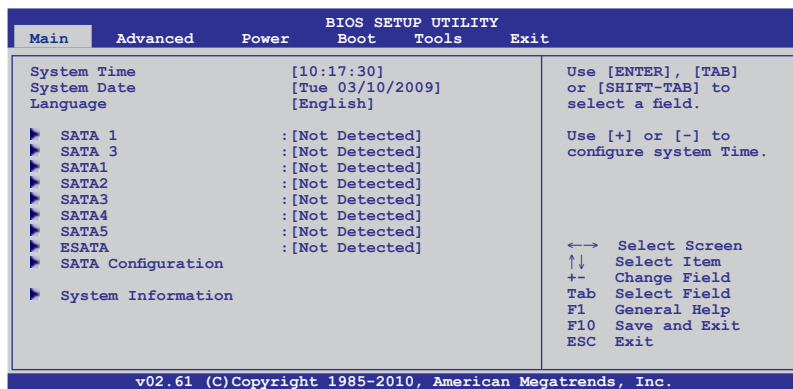 BIOS SETUP UTILITY
Main Advanced Power Boot Tools Exit
System Time [10:17:30]
System Date [Tue 03/10/2009]
Language [English]
SATA 1 :[Not Detected]
SATA 3 :[Not Detected]
SATA1 :[Not Detected]
SATA2 :[Not Detected]
SATA3 :[Not Detected]
SATA4 :[Not Detected]
SATA5 :[Not Detected]
ESATA :[Not Detected]
SATA Configuration
System Information
Use [ENTER], [TAB]
or [SHIFT-TAB] to
select a field.
Use [+] or [-] to
configure system Time.
←→ Select Screen
↑↓ Select Item
+- Change Field
Tab Select Field
F1 General Help
F10 Save and Exit
ESC Exit
v02.61 (C)Copyright 1985-2010, American Megatrends, Inc.